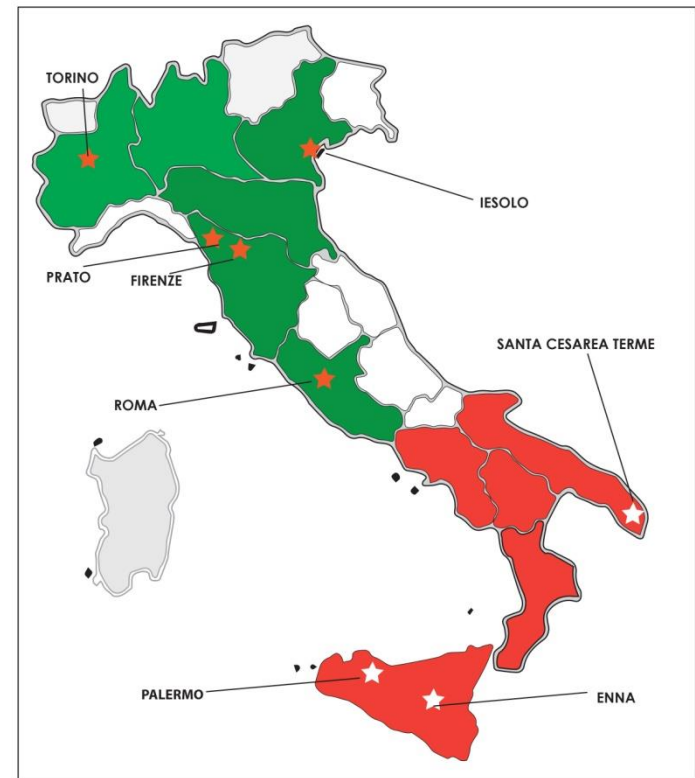 TORINO
IESOLO
PRATO
FIRENZE
SANTA CESAREA TERME
ROMA
PALERMO
ENNA